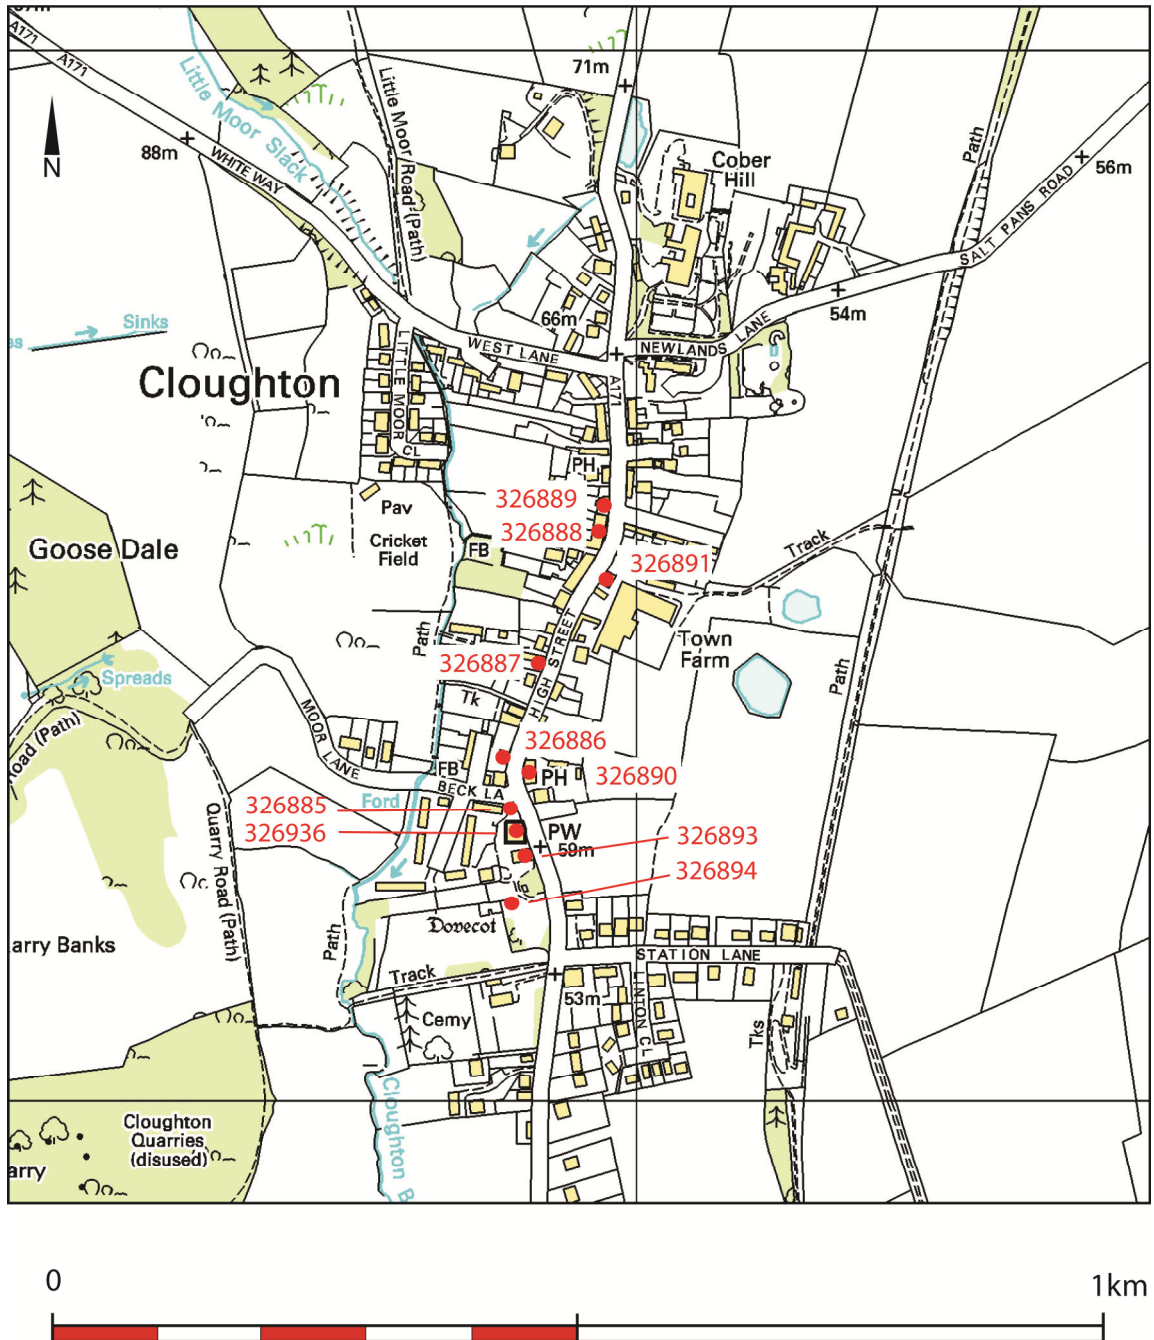 A171
A171
71m
Little Moor Slack
Little Moor Road (Path)
88m
WHITE WAY
Cober
Hill
Path
56m
SALT PANS ROAD
54m
66m
Sinks
WEST LANE
NEWLANDS LANE
Cloughton
LITTLE MOOR
CL
A171
PH
326889
326888
Pav
Cricket
Field
FB
Goose Dale
326891
Track
Path
HIGH STREET
Town
Farm
326887
Spreads
Path
Tk
MOOR LANE
326886
326890
PH
FB
BECK LA
326885
Ford
326936
PW
59m
326893
326894
Quarry Road (Path)
Dovecot
Path
arry Banks
STATION LANE
Track
53m
LINTON CL
Cemy
Tks
Cloughton B
Cloughton
Quarries
(disused)
arry
N
0
1km